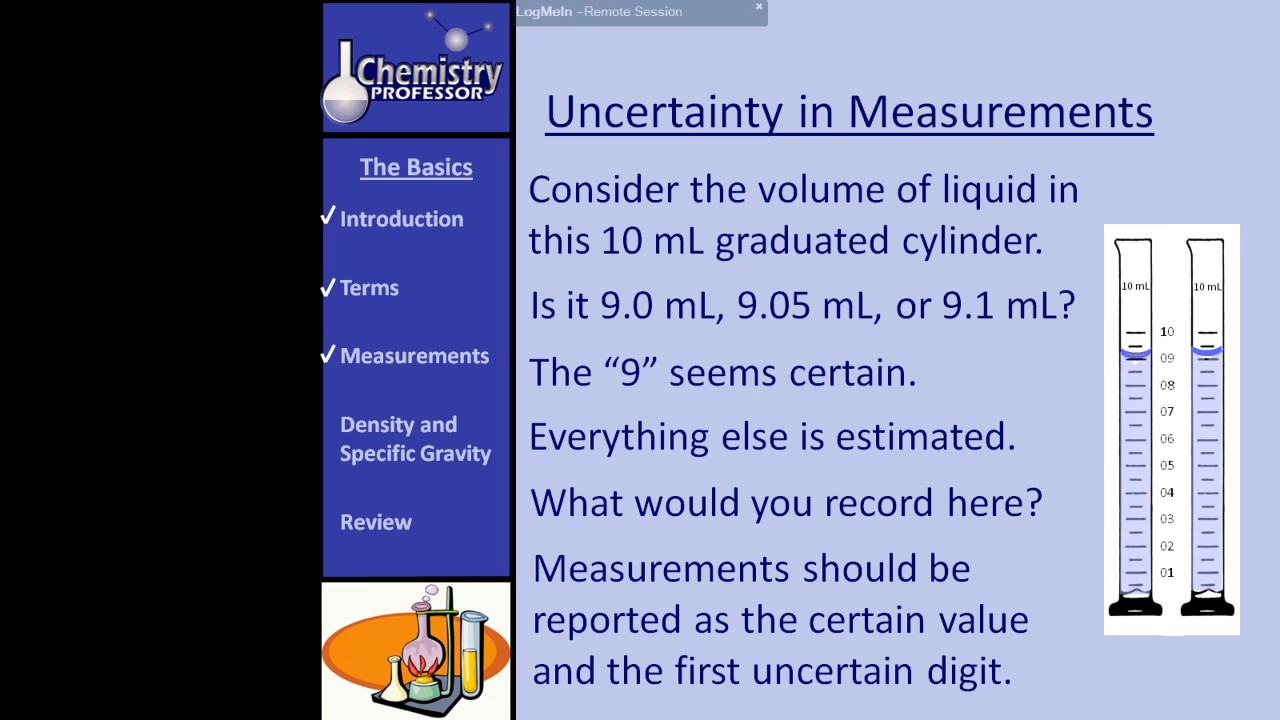 LogMeIn - Remote Session
Chemistry
PROFESSOR
The Basics
✓ Introduction
✓ Terms
✓ Measurements
Density and
Specific Gravity
Review
Uncertainty in Measurements
Consider the volume of liquid in
this 10 mL graduated cylinder.
Is it 9.0 mL, 9.05 mL, or 9.1 mL?
The “9” seems certain.
Everything else is estimated.
What would you record here?
Measurements should be
reported as the certain value
and the first uncertain digit.
10 mL 10 mL
10
09
08
07
06
05
04
03
02
01